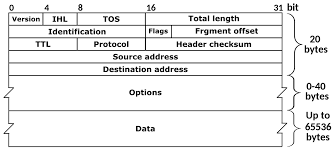 0 4 8 16 31 bit
Version IHL TOS Total length
Identification Flags Frgment offset
TTL Protocol Header checksum
Source address
Destination address
20 bytes
Options
0-40 bytes
Data
Up to 65536 bytes